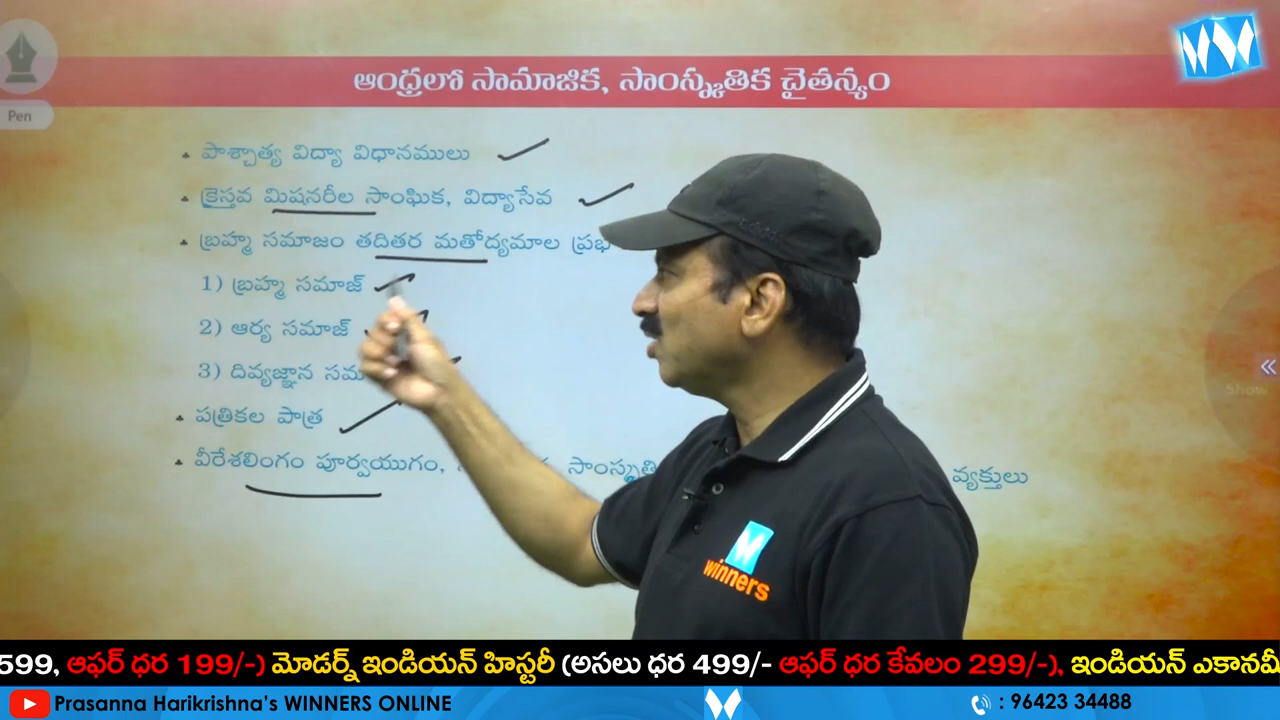 Pen
ఆంధ్రలో సామాజిక, సాంస్కృతిక చైతన్యం
పాశ్చాత్య విద్యా విధానములు
క్రైస్తవ మిషనరీల సాంఘిక, విద్యాసేవ
బ్రహ్మ సమాజం తదితర మతోద్యమాల
1) బ్రహ్మ సమాజ్
2) ఆర్య సమాజ్
3) దివ్యజ్ఞాన
పత్రికల పాత్ర
వీరేశలింగం పూర్వయుగం, వ్యక్తులు
Show
winners
599, ఆఫర్ ధర 199/-) మోడర్న్ ఇండియన్ హిస్టరీ (అసలు ధర 499/- ఆఫర్ ధర కేవలం 299/-), ఇండియన్ ఎకానమీ
Prasanna Harikrishna's WINNERS ONLINE : 96423 34488